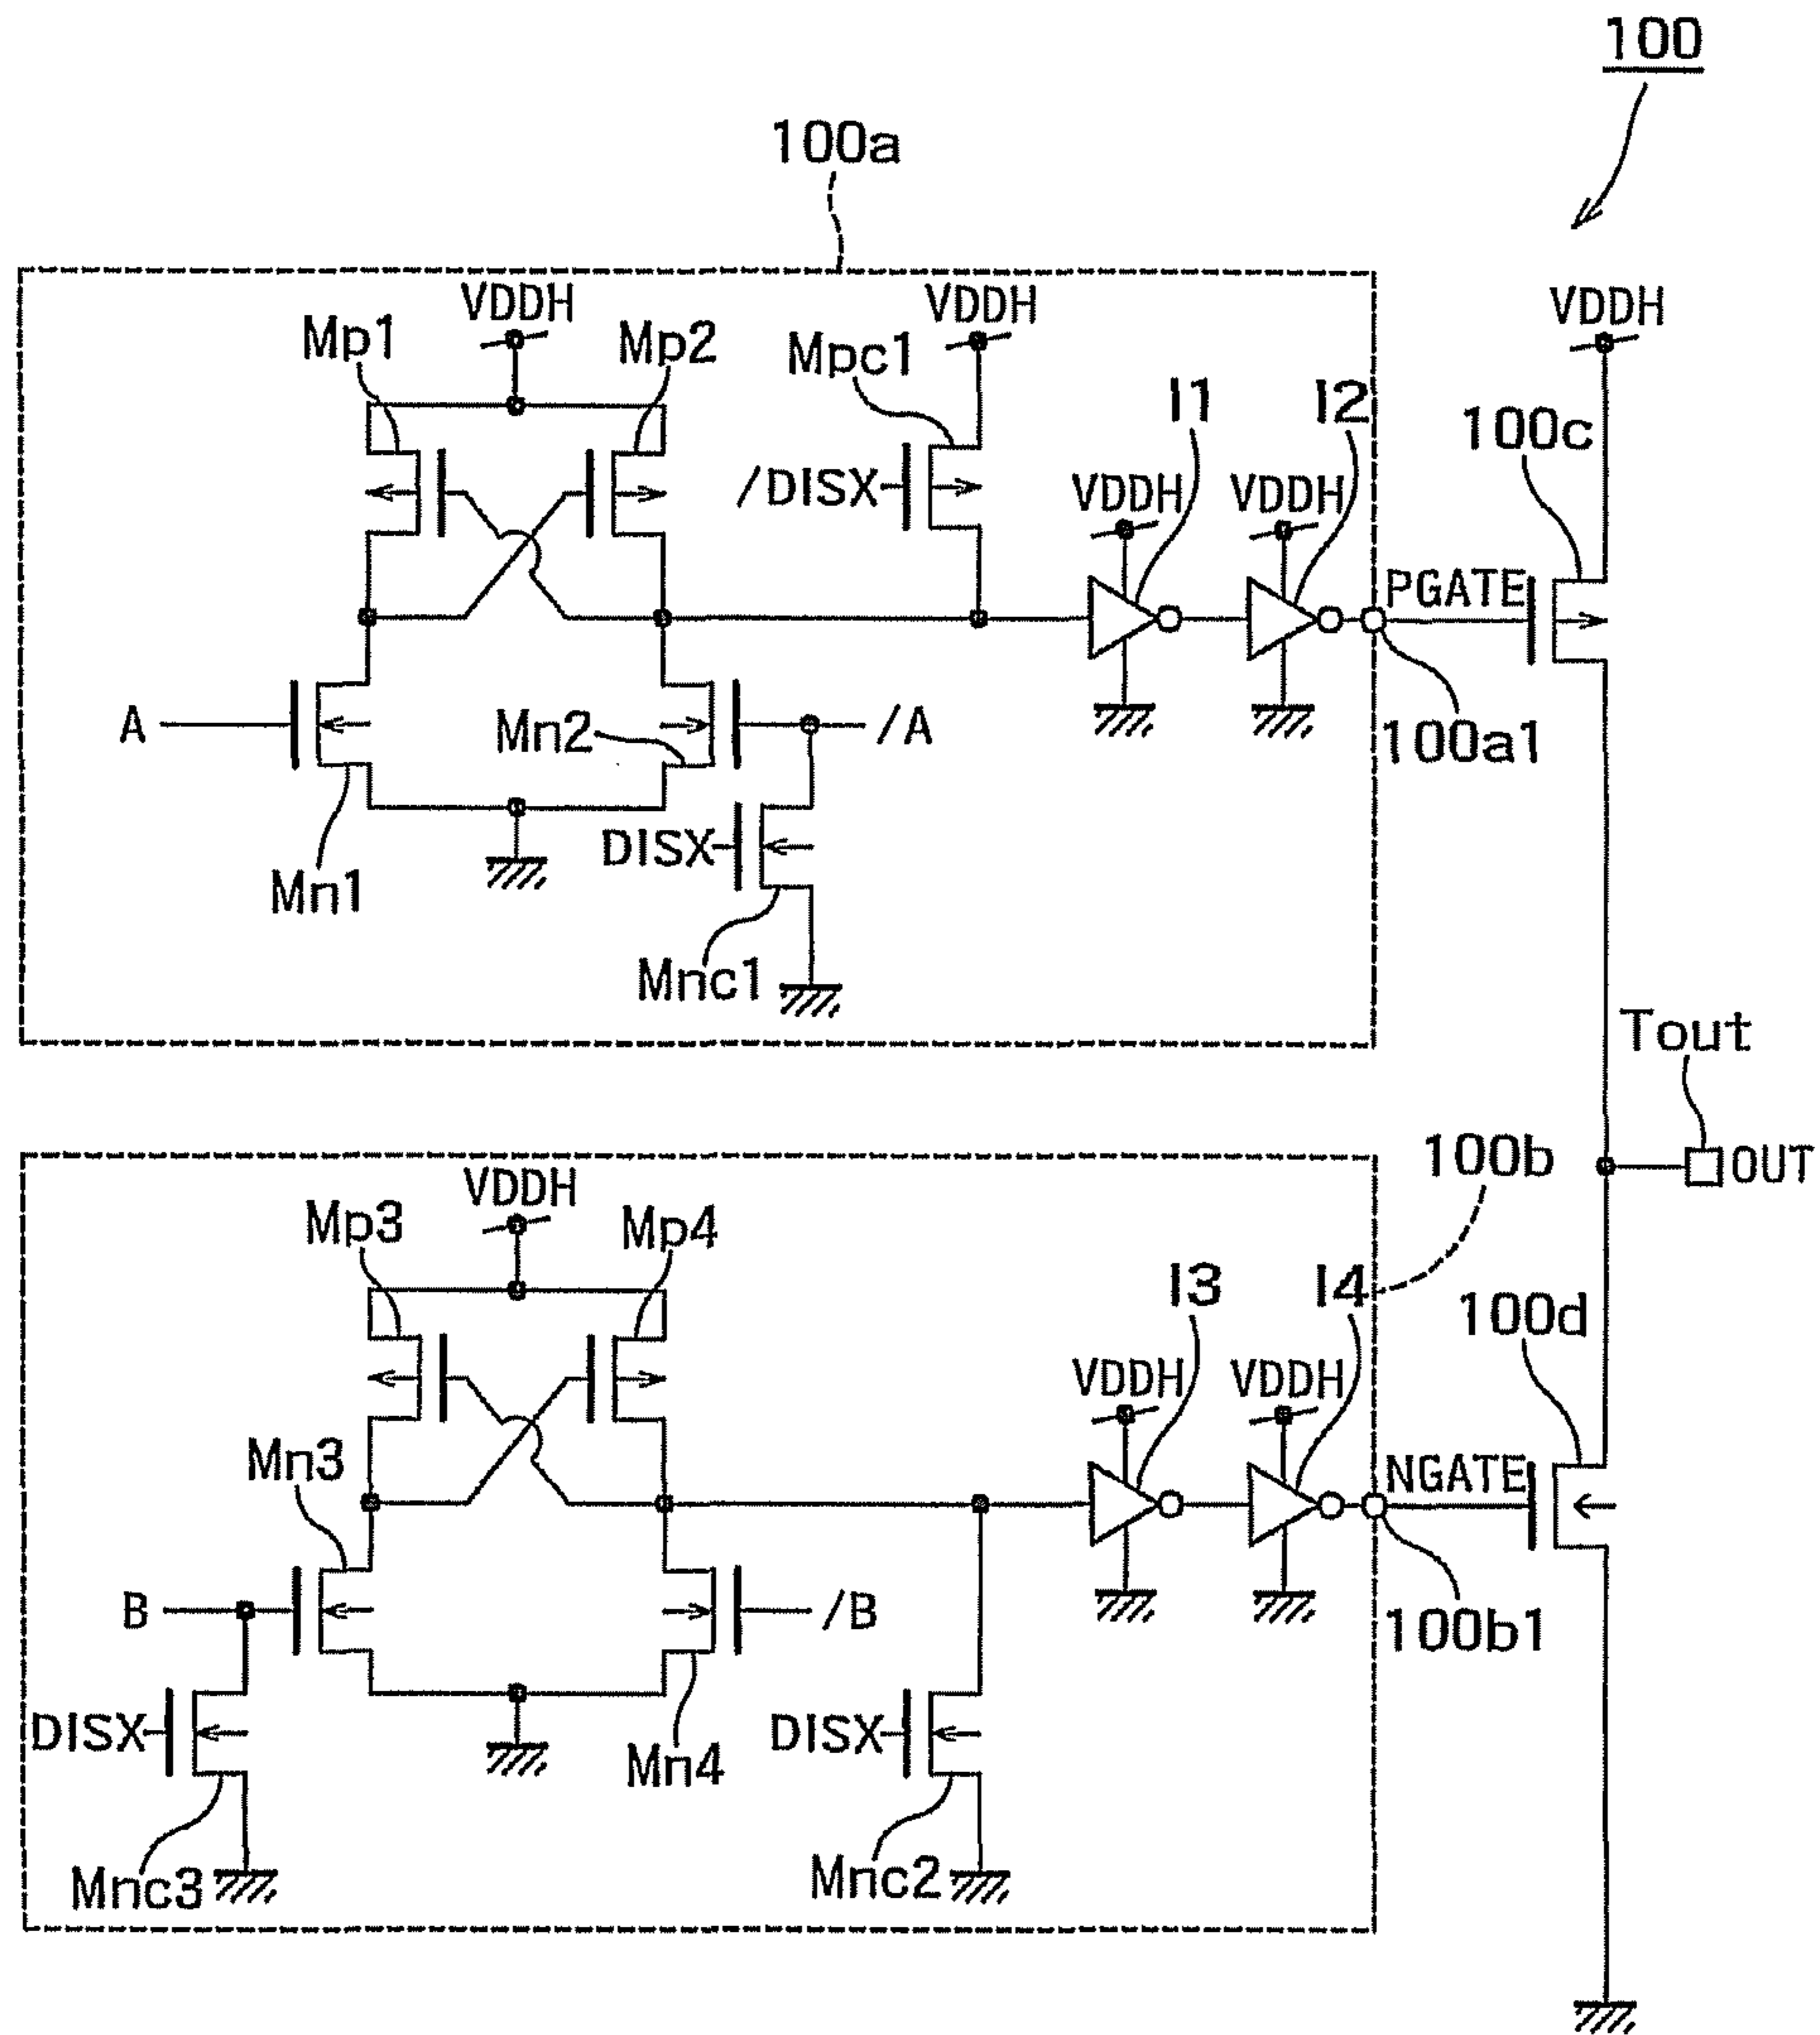 100
100a
VDDH
VDDH
VDDH
Mp1
Mp2
Mpc1
I1
I2
100c
/DISX
VDDH
VDDH
PGATE
A
Mn2
/A
100a1
DISX
Mn1
Mnc1
Tout
OUT
100b
VDDH
Mp3
Mp4
I3
I4
100d
VDDH
VDDH
Mn3
NGATE
B
/B
100b1
DISX
DISX
Mn4
Mnc3
Mnc2